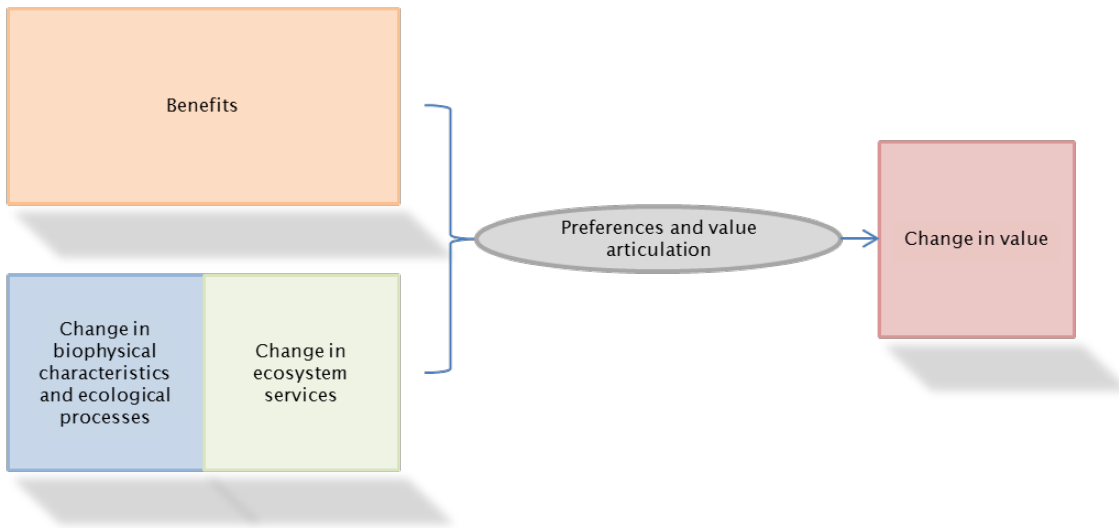 Benefits
Preferences and value
articulation
Change in value
Change in
biophysical
characteristics
and ecological
processes
Change in
ecosystem
services